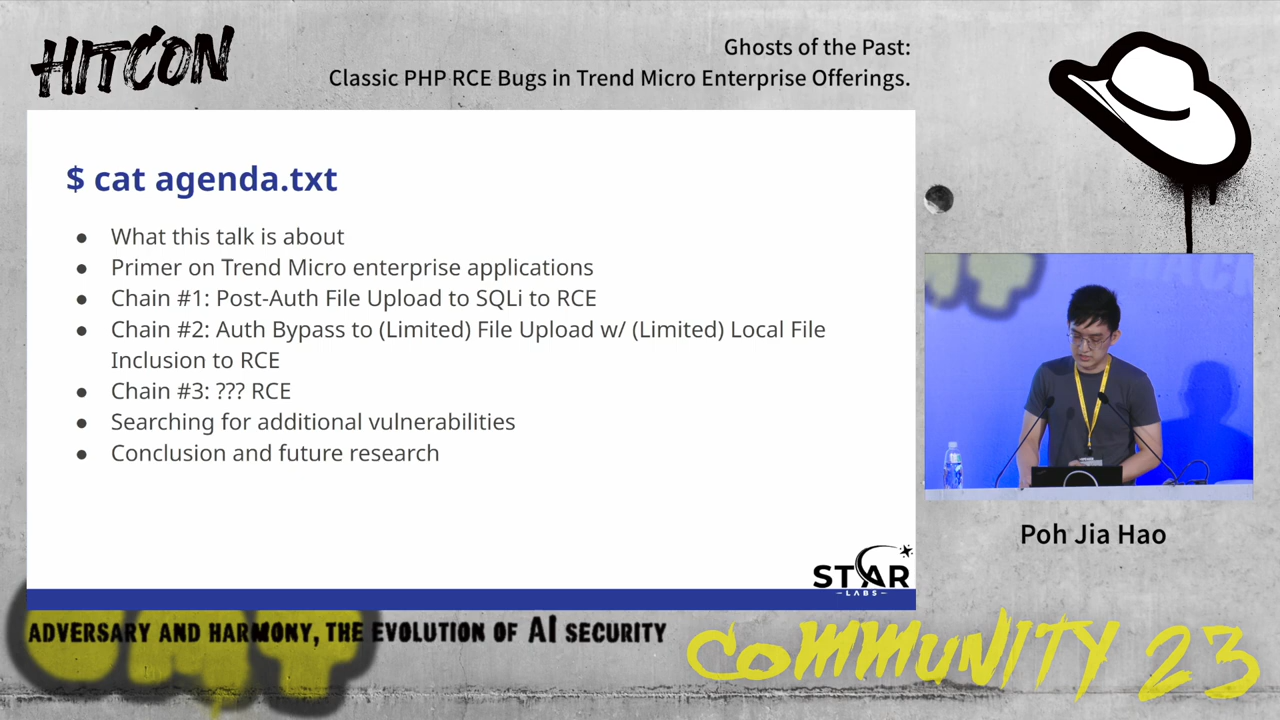 HITCON
Ghosts of the Past:
Classic PHP RCE Bugs in Trend Micro Enterprise Offerings.
$ cat agenda.txt
● What this talk is about
● Primer on Trend Micro enterprise applications
● Chain #1: Post-Auth File Upload to SQLi to RCE
● Chain #2: Auth Bypass to (Limited) File Upload w/ (Limited) Local File
Inclusion to RCE
● Chain #3: ??? RCE
● Searching for additional vulnerabilities
● Conclusion and future research
STAR
LABS
Poh Jia Hao
ADVERSARY AND HARMONY, THE EVOLUTION OF AI SECURITY
COMMUNITY 23